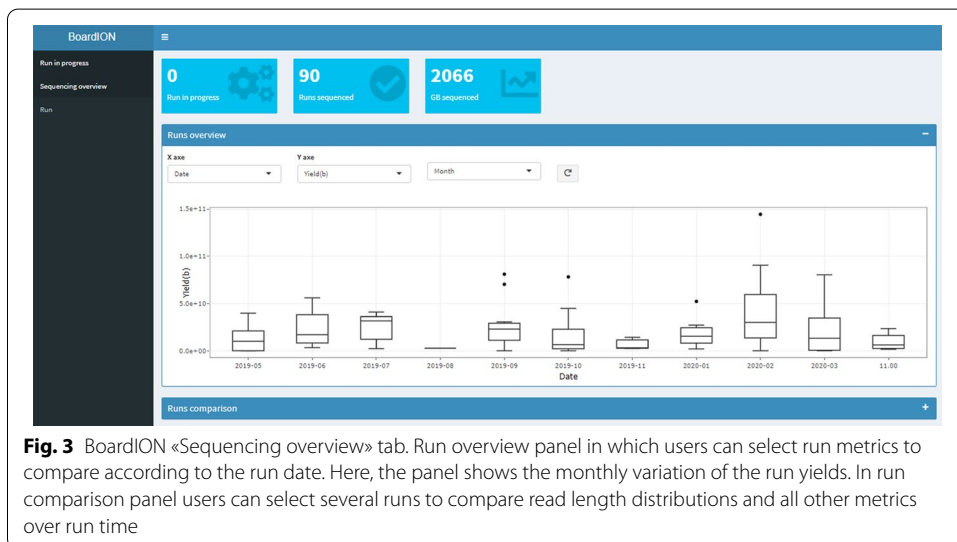 BoardION
Run in progress
Sequencing overview
Run
0
Run in progress
90
Runs sequenced
2066
GB sequenced
Runs overview
X axe
Y axe
Date
Yield(b)
Month
1.5e+11
1.0e+11
5.0e+10
0.0e+00
Yield(b)
2019-05
2019-06
2019-07
2019-08
2019-09
2019-10
2019-11
2020-01
2020-02
2020-03
11.00
Date
Runs comparison
Fig. 3 BoardION «Sequencing overview» tab. Run overview panel in which users can select run metrics to
compare according to the run date. Here, the panel shows the monthly variation of the run yields. In run
comparison panel users can select several runs to compare read length distributions and all other metrics
over run time